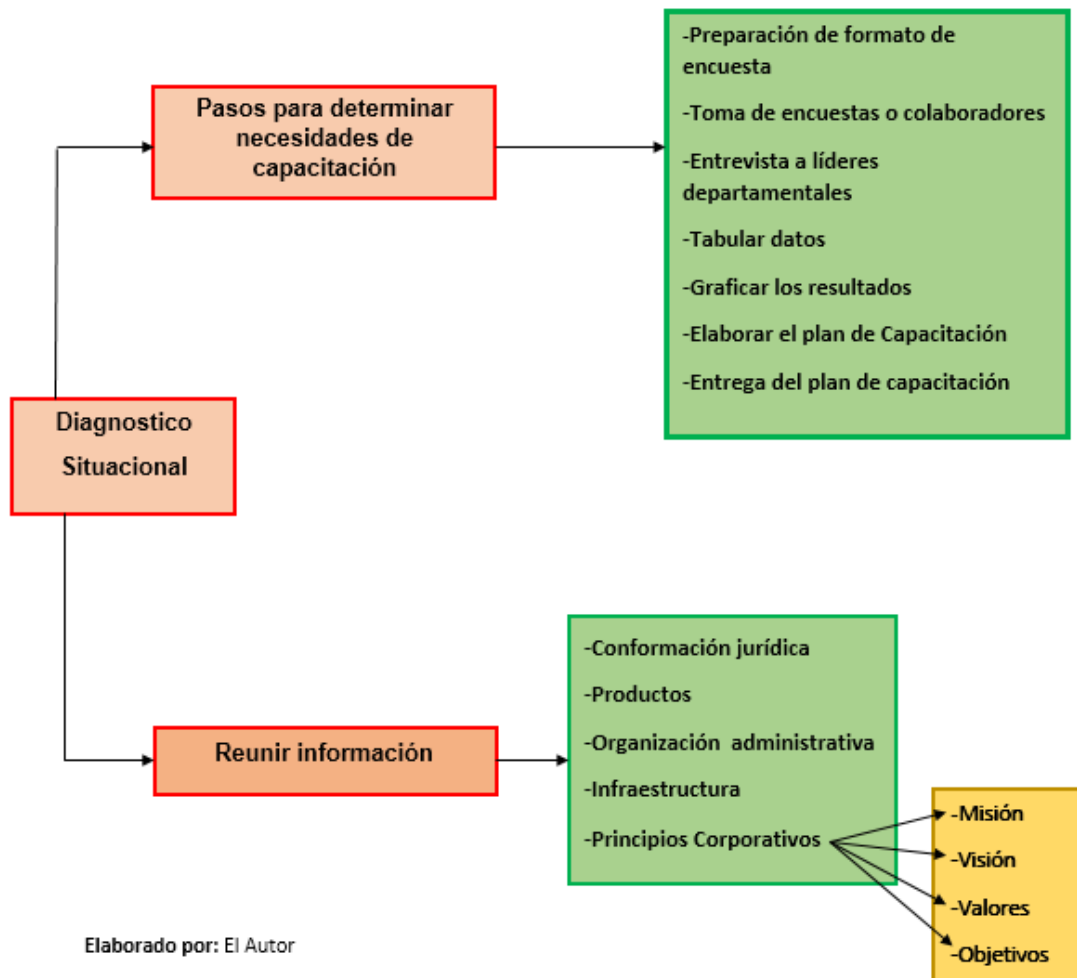 Pasos para determinar
necesidades de
capacitación
-Preparación de formato de
encuesta
-Toma de encuestas o colaboradores
-Entrevista a líderes
departamentales
-Tabular datos
-Graficar los resultados
-Elaborar el plan de Capacitación
-Entrega del plan de capacitación
Diagnostico
Situacional
Reunir información
-Conformación jurídica
-Productos
-Organización administrativa
-Infraestructura
-Principios Corporativos
-Misión
-Visión
-Valores
-Objetivos
Elaborado por: El Autor